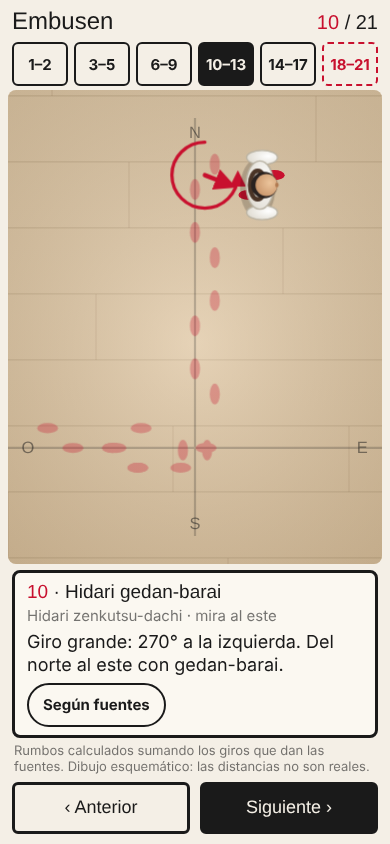 Embusen
10 / 21
1–2
3–5
6–9
10–13
14–17
18–21
N
O
E
S
10 · Hidari gedan-barai
Hidari zenkutsu-dachi · mira al este
Giro grande: 270° a la izquierda. Del
norte al este con gedan-barai.
Según fuentes
Rumbos calculados sumando los giros que dan las
fuentes. Dibujo esquemático: las distancias no son reales.
‹ Anterior
Siguiente ›